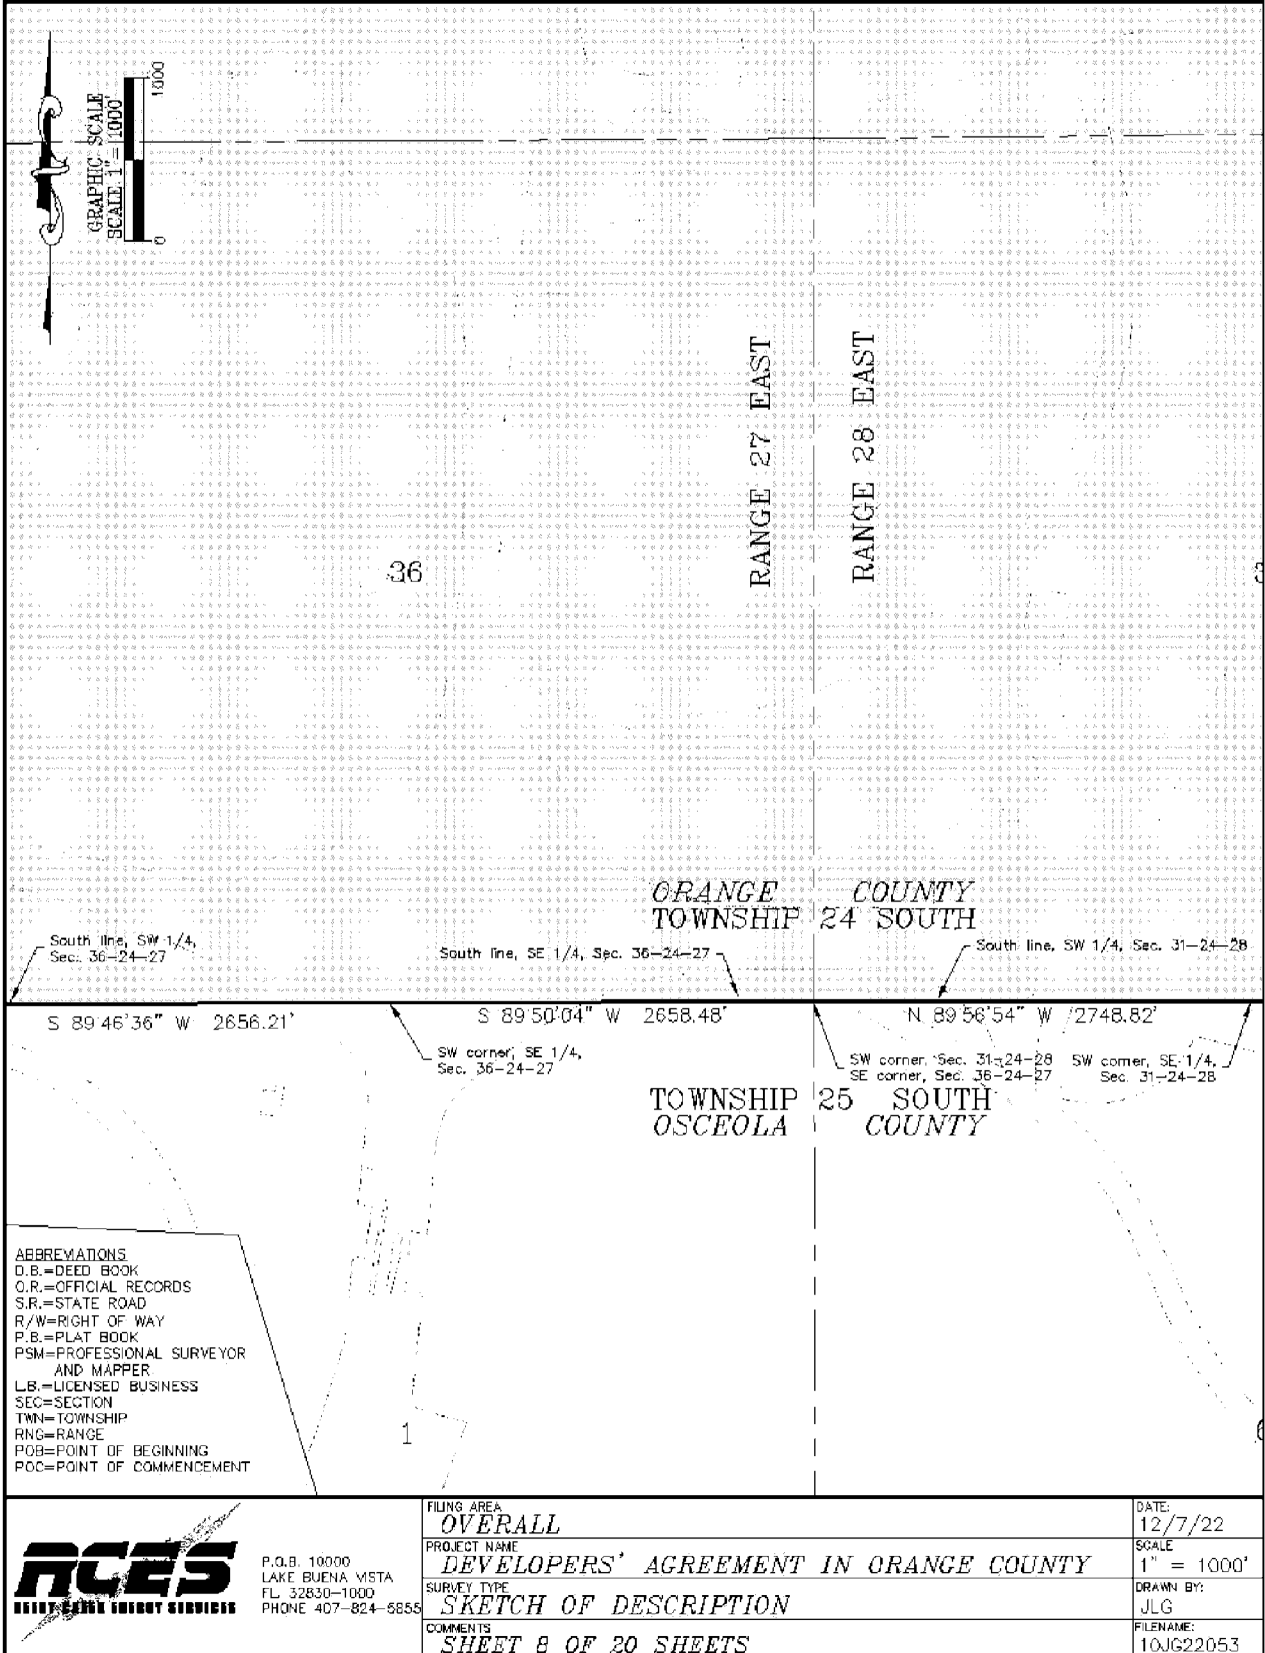 GRAPHIC SCALE
SCALE 1"=1000'
0
1000
RANGE 27 EAST
RANGE 28 EAST
36
ORANGE COUNTY
TOWNSHIP 24 SOUTH
South line, SW 1/4,
Sec. 36-24-27
South line, SE 1/4, Sec. 36-24-27
South line, SW 1/4, Sec. 31-24-28
S 89°46'36" W 2656.21'
S 89°50'04" W 2658.48'
N 89°56'54" W 2748.82'
SW corner, SE 1/4,
Sec. 36-24-27
SW corner, Sec. 31-24-28
SE corner, Sec. 36-24-27
SW corner, SE 1/4,
Sec. 31-24-28
TOWNSHIP 25 SOUTH
OSCEOLA COUNTY
ABBREVIATIONS
D.B.=DEED BOOK
O.R.=OFFICIAL RECORDS
S.R.=STATE ROAD
R/W=RIGHT OF WAY
P.B.=PLAT BOOK
PSM=PROFESSIONAL SURVEYOR
AND MAPPER
L.B.=LICENSED BUSINESS
SEC=SECTION
TWN=TOWNSHIP
RNG=RANGE
POB=POINT OF BEGINNING
POC=POINT OF COMMENCEMENT
1
6
RCES
REEDY CREEK ENERGY SERVICES
P.O.B. 10000
LAKE BUENA VISTA
FL 32830-1000
PHONE 407-824-6855
FILING AREA
OVERALL
PROJECT NAME
DEVELOPERS' AGREEMENT IN ORANGE COUNTY
SURVEY TYPE
SKETCH OF DESCRIPTION
COMMENTS
SHEET 8 OF 20 SHEETS
DATE:
12/7/22
SCALE
1" = 1000'
DRAWN BY:
JLG
FILENAME:
10JG22053